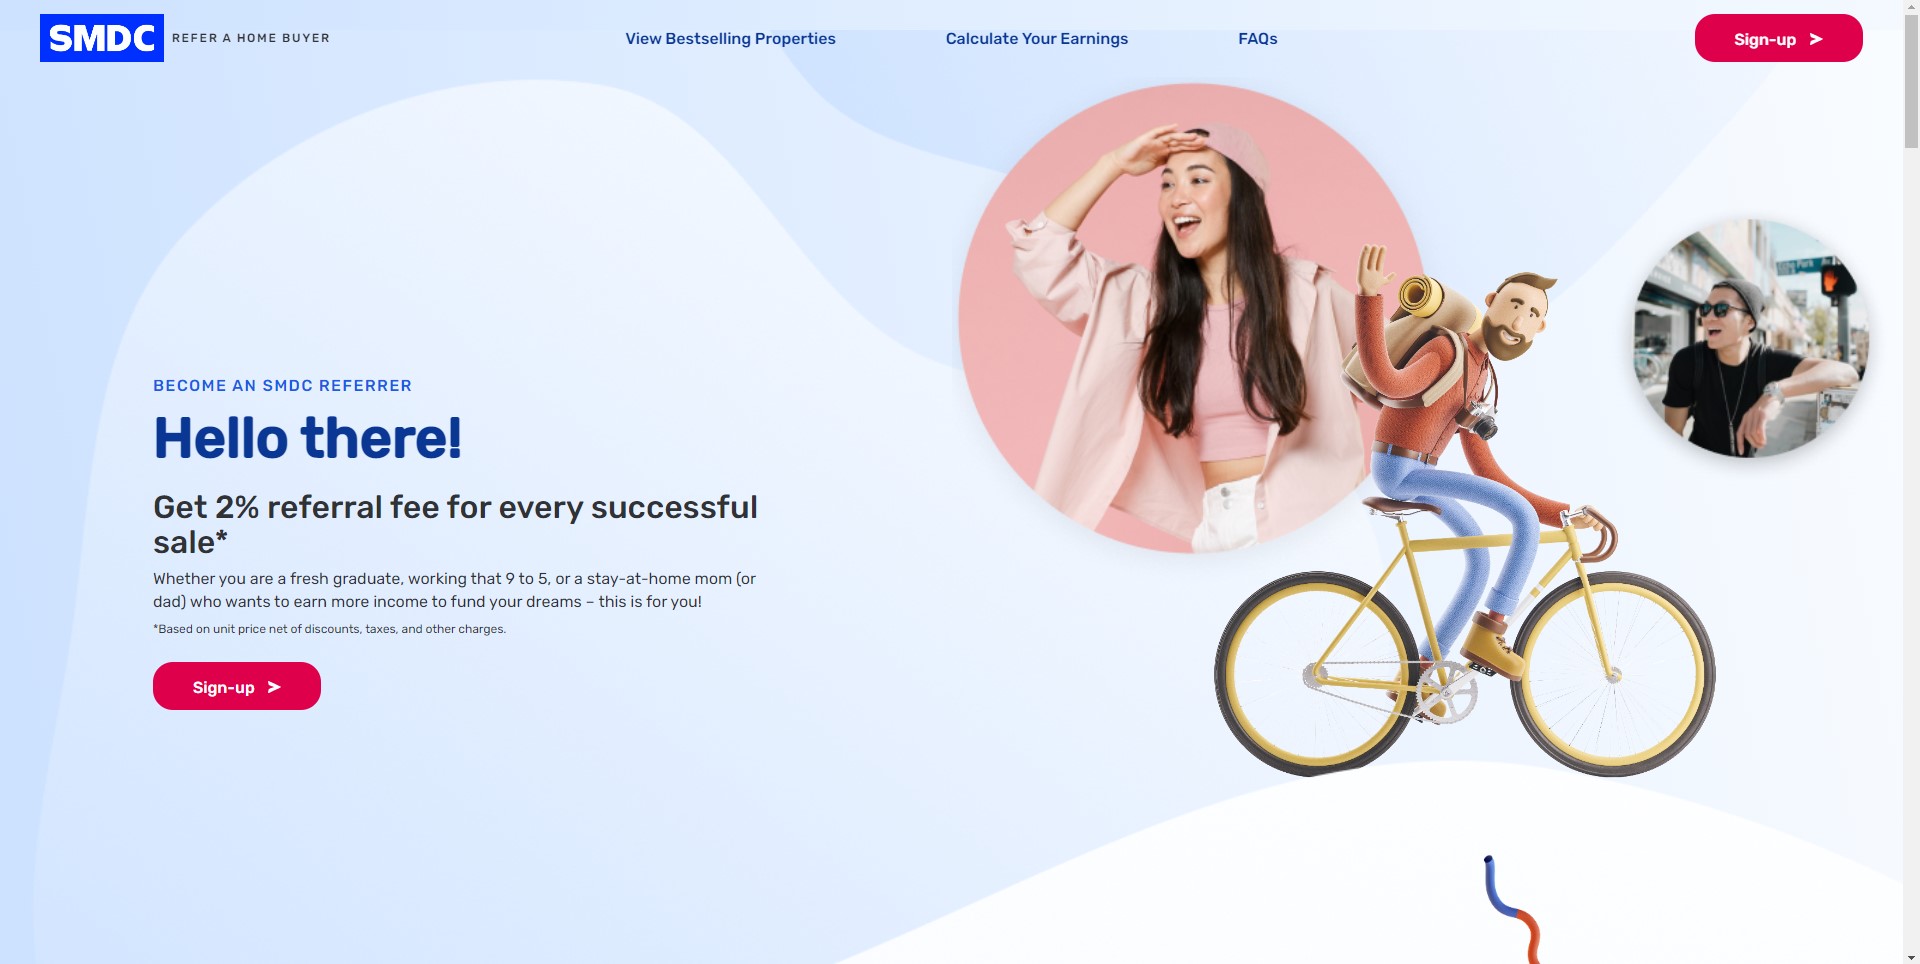 SMDC REFER A HOME BUYER
View Bestselling Properties
Calculate Your Earnings
FAQs
Sign-up
BECOME AN SMDC REFERRER
Hello there!
Get 2% referral fee for every successful
sale*
Whether you are a fresh graduate, working that 9 to 5, or a stay-at-home mom (or
dad) who wants to earn more income to fund your dreams – this is for you!
*Based on unit price net of discounts, taxes, and other charges.
Sign-up